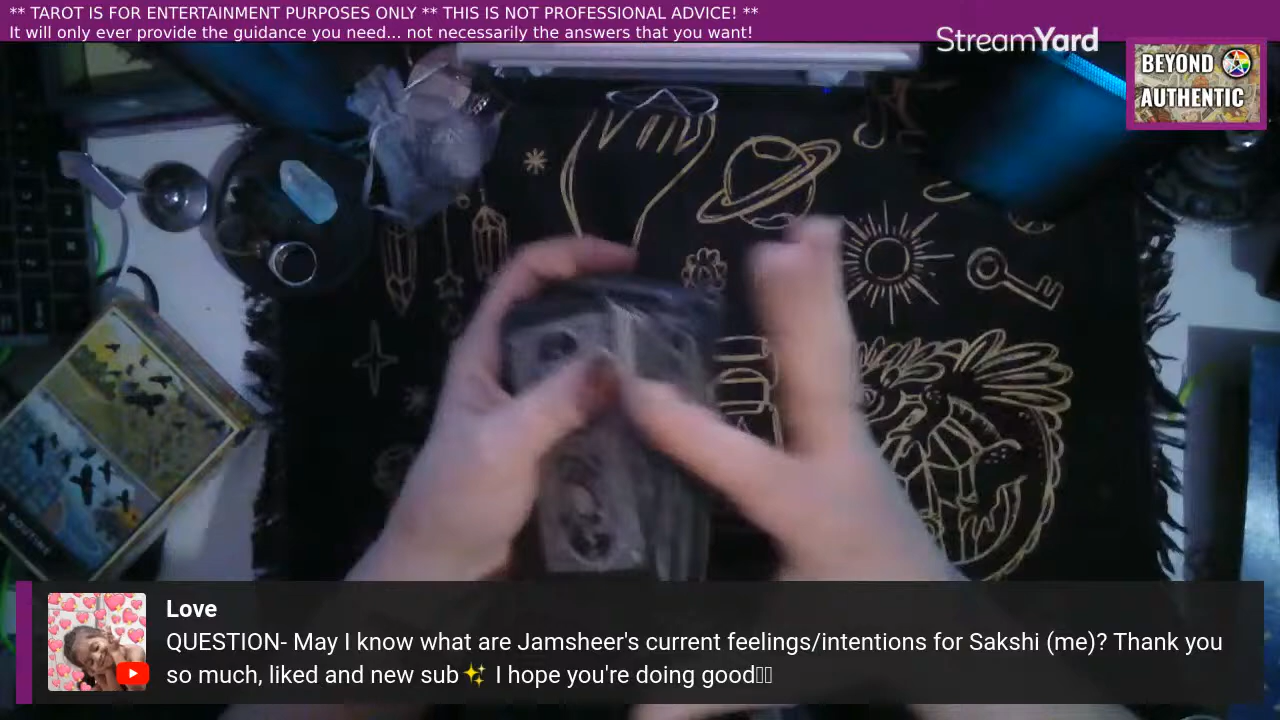 ** TAROT IS FOR ENTERTAINMENT PURPOSES ONLY ** THIS IS NOT PROFESSIONAL ADVICE! **
It will only ever provide the guidance you need... not necessarily the answers that you want!
StreamYard
BEYOND
AUTHENTIC
Love
QUESTION- May I know what are Jamsheer's current feelings/intentions for Sakshi (me)? Thank you
so much, liked and new sub✨ I hope you're doing good